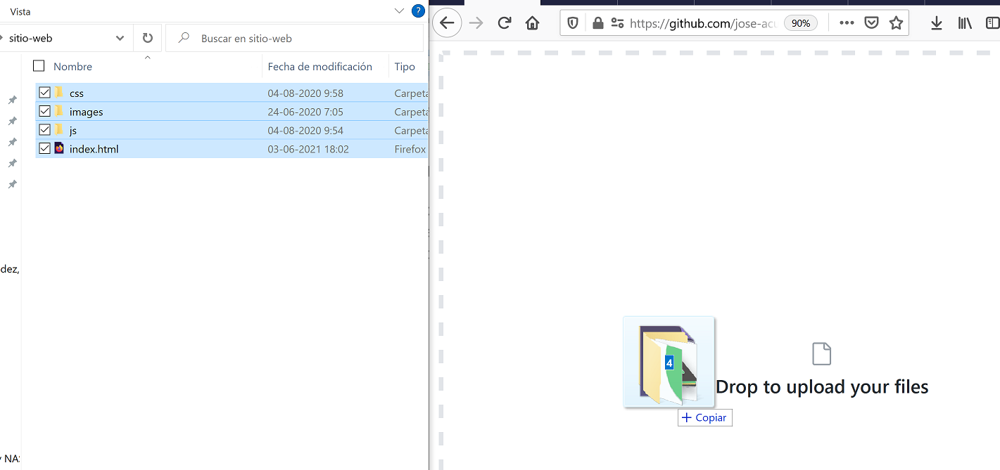 Vista
?
sitio-web
Buscar en sitio-web
Nombre
Fecha de modificación
Tipo
css
04-08-2020 9:58
Carpeta
images
24-06-2020 7:05
Carpeta
js
04-08-2020 9:54
Carpeta
index.html
03-06-2021 18:02
Firefox
dez,
https://github.com/jose-acu
90%
4
Drop to upload your files
+ Copiar